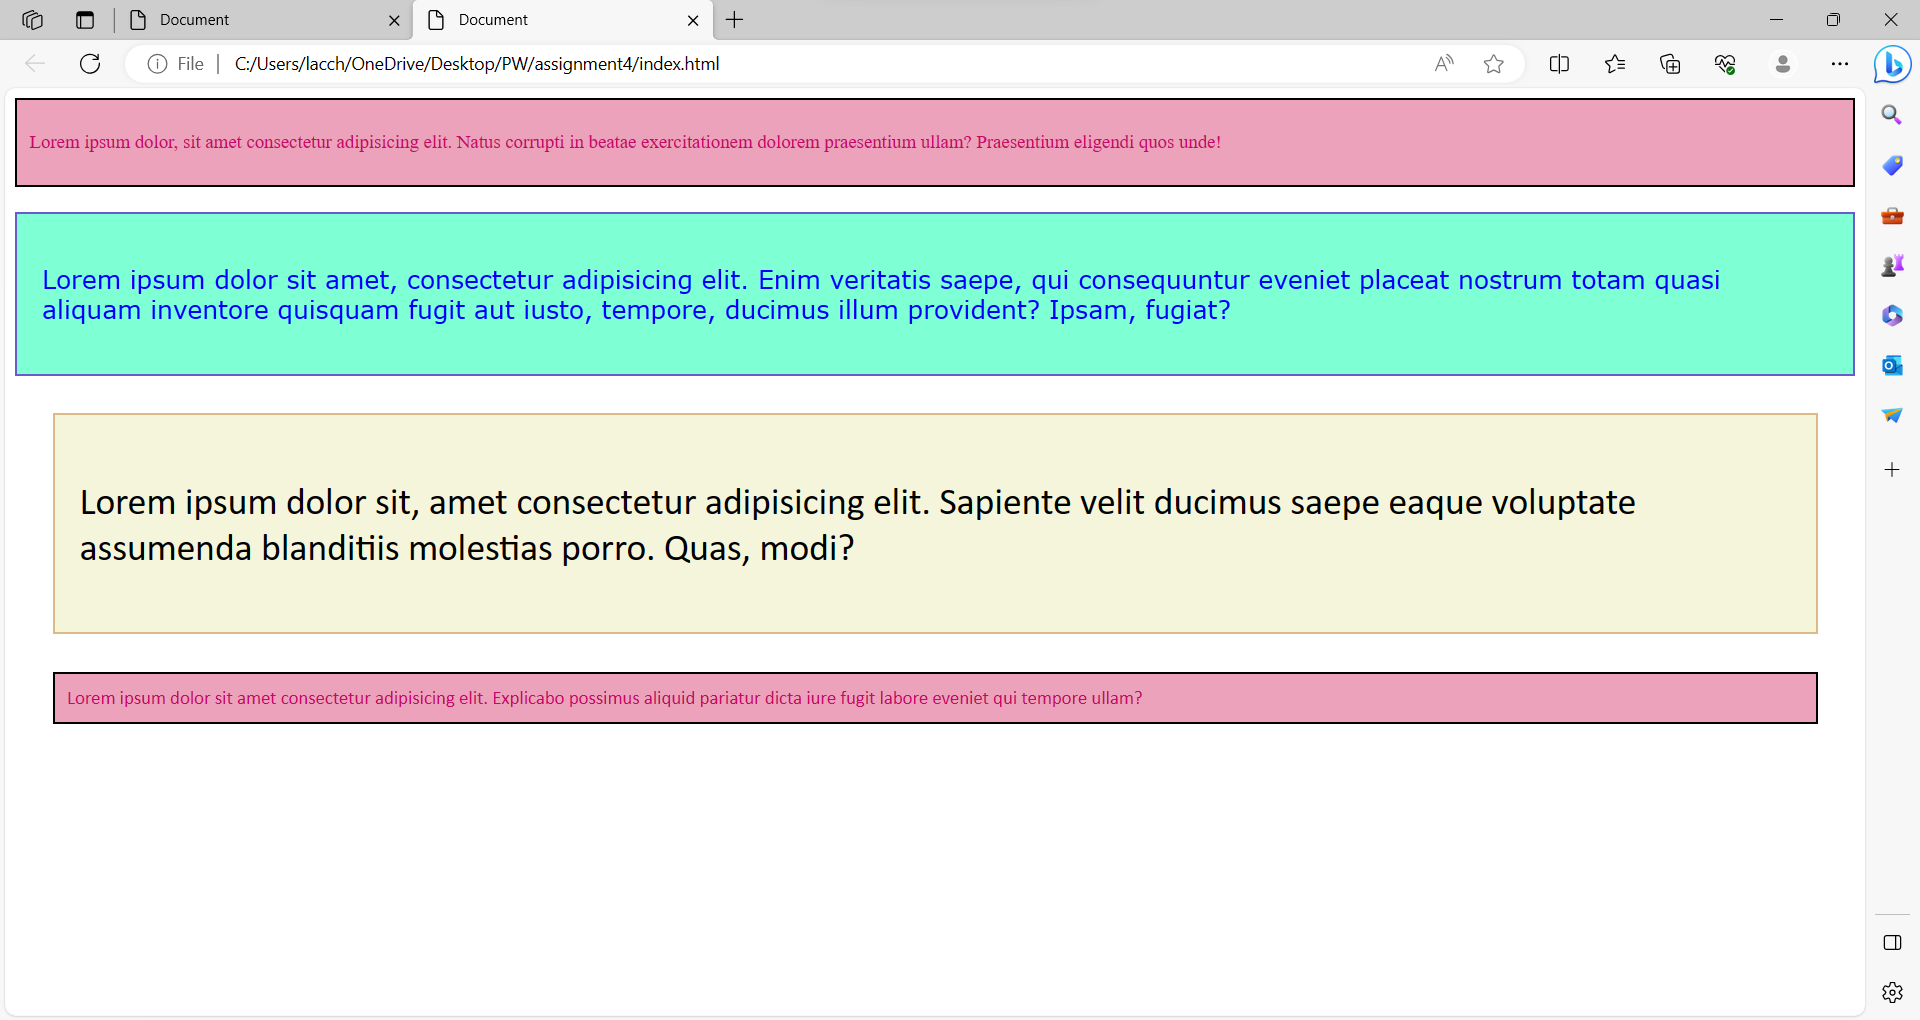 Document
Document
File
C:/Users/lacch/OneDrive/Desktop/PW/assignment4/index.html
Lorem ipsum dolor, sit amet consectetur adipisicing elit. Natus corrupti in beatae exercitationem dolorem praesentium ullam? Praesentium eligendi quos unde!
Lorem ipsum dolor sit amet, consectetur adipisicing elit. Enim veritatis saepe, qui consequuntur eveniet placeat nostrum totam quasi
aliquam inventore quisquam fugit aut iusto, tempore, ducimus illum provident? Ipsam, fugiat?
Lorem ipsum dolor sit, amet consectetur adipisicing elit. Sapiente velit ducimus saepe eaque voluptate
assumenda blanditiis molestias porro. Quas, modi?
Lorem ipsum dolor sit amet consectetur adipisicing elit. Explicabo possimus aliquid pariatur dicta iure fugit labore eveniet qui tempore ullam?